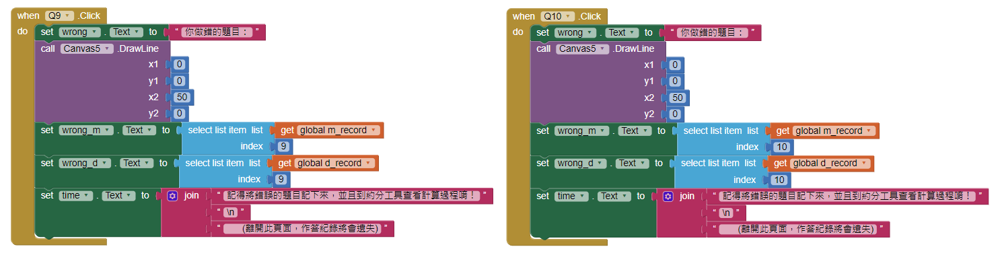 when Q9 .Click
do set wrong . Text to " 你做錯的題目： "
call Canvas5 .DrawLine
x1 0
y1 0
x2 50
y2 0
set wrong_m . Text to select list item list get global m_record
index 9
set wrong_d . Text to select list item list get global d_record
index 9
set time . Text to join " 記得將錯誤的題目記下來，並且到約分工具查看計算過程唷！ "
" \n "
" (離開此頁面，作答紀錄將會遺失) "
when Q10 .Click
do set wrong . Text to " 你做錯的題目： "
call Canvas5 .DrawLine
x1 0
y1 0
x2 50
y2 0
set wrong_m . Text to select list item list get global m_record
index 10
set wrong_d . Text to select list item list get global d_record
index 10
set time . Text to join " 記得將錯誤的題目記下來，並且到約分工具查看計算過程唷！ "
" \n "
" (離開此頁面，作答紀錄將會遺失) "